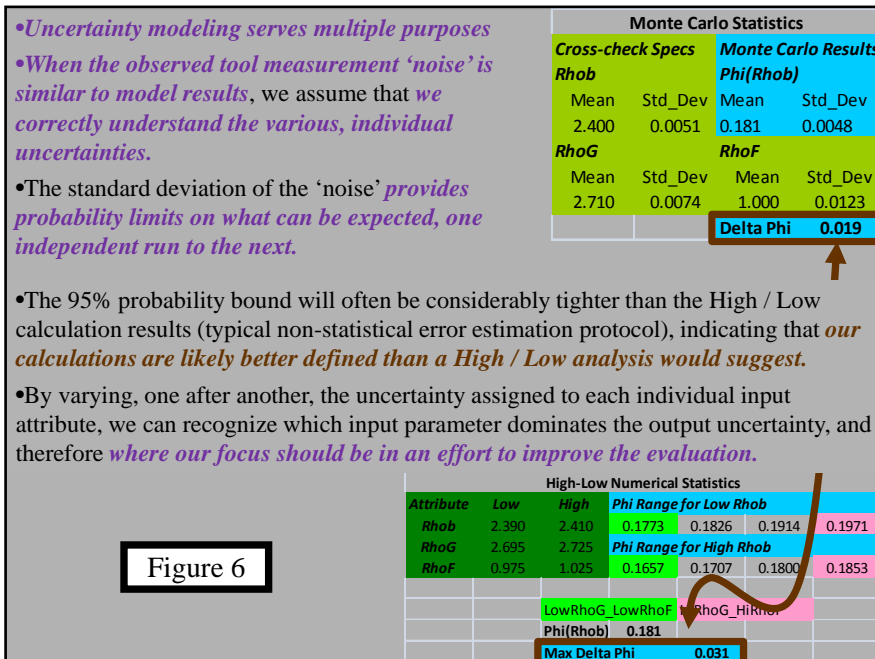 •Uncertainty modeling serves multiple purposes
•When the observed tool measurement ‘noise’ is
similar to model results, we assume that we
correctly understand the various, individual
uncertainties.
•The standard deviation of the ‘noise’ provides
probability limits on what can be expected, one
independent run to the next.
Monte Carlo Statistics
Cross-check Specs Monte Carlo Results
Rhob Phi(Rhob)
Mean Std_Dev Mean Std_Dev
2.400 0.0051 0.181 0.0048
RhoG RhoF
Mean Std_Dev Mean Std_Dev
2.710 0.0074 1.000 0.0123
Delta Phi 0.019
•The 95% probability bound will often be considerably tighter than the High / Low
calculation results (typical non-statistical error estimation protocol), indicating that our
calculations are likely better defined than a High / Low analysis would suggest.
•By varying, one after another, the uncertainty assigned to each individual input
attribute, we can recognize which input parameter dominates the output uncertainty, and
therefore where our focus should be in an effort to improve the evaluation.
High-Low Numerical Statistics
Attribute Low High Phi Range for Low Rhob
Rhob 2.390 2.410 0.1773 0.1826 0.1914 0.1971
RhoG 2.695 2.725 Phi Range for High Rhob
RhoF 0.975 1.025 0.1657 0.1707 0.1800 0.1853
LowRhoG_LowRhoF
Phi(Rhob) 0.181
Max Delta Phi 0.031
Figure 6